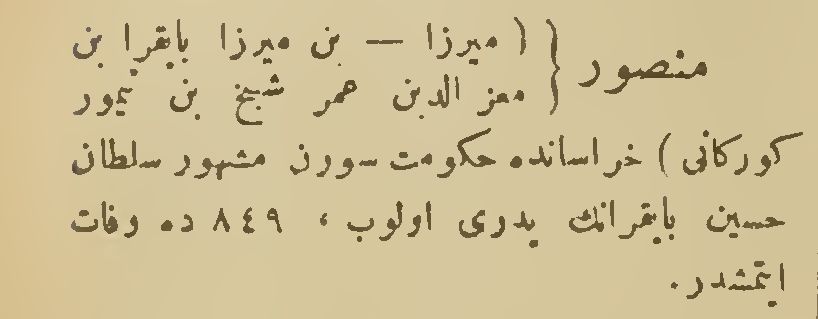 منصور { ( میرزا — بن میرزا بایقرا بن
معز الدین عمر شیخ بن تیمور
کورکانی ) خراسانده حکومت سورن مشهور سلطان
حسین بایقرانك پدری اولوب ، ٨٤٩ ده وفات
ایتمشدر.